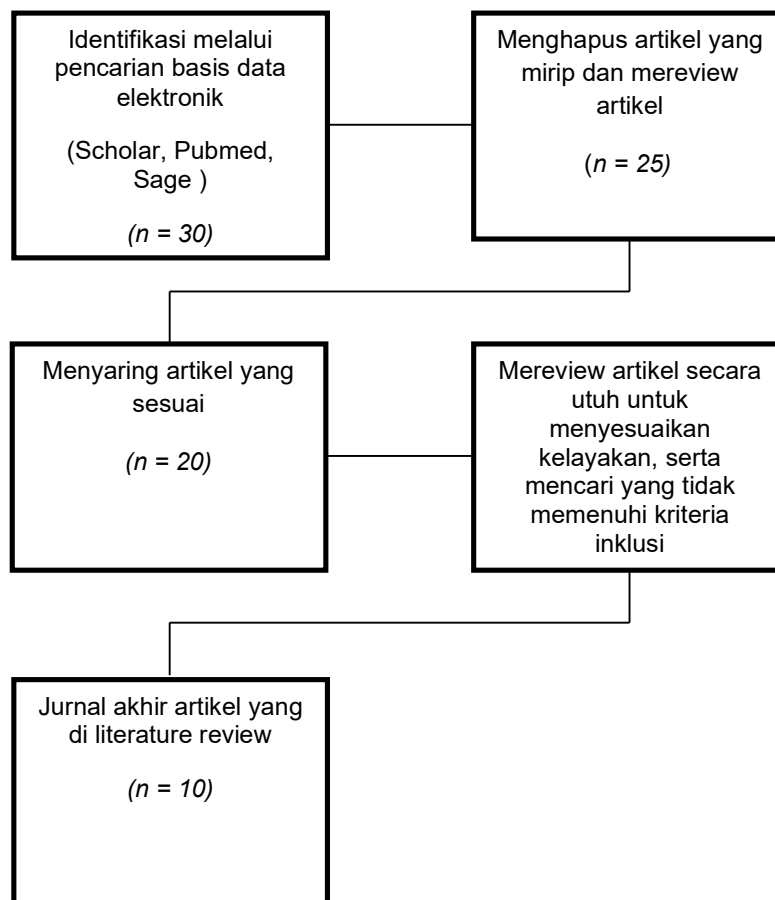 Identifikasi melalui
pencarian basis data
elektronik
(Scholar, Pubmed,
Sage )
(n = 30)
Menghapus artikel yang
mirip dan mereview
artikel
(n = 25)
Menyaring artikel yang
sesuai
(n = 20)
Mereview artikel secara
utuh untuk
menyesuaikan
kelayakan, serta
mencari yang tidak
memenuhi kriteria
inklusi
Jurnal akhir artikel yang
di literature review
(n = 10)